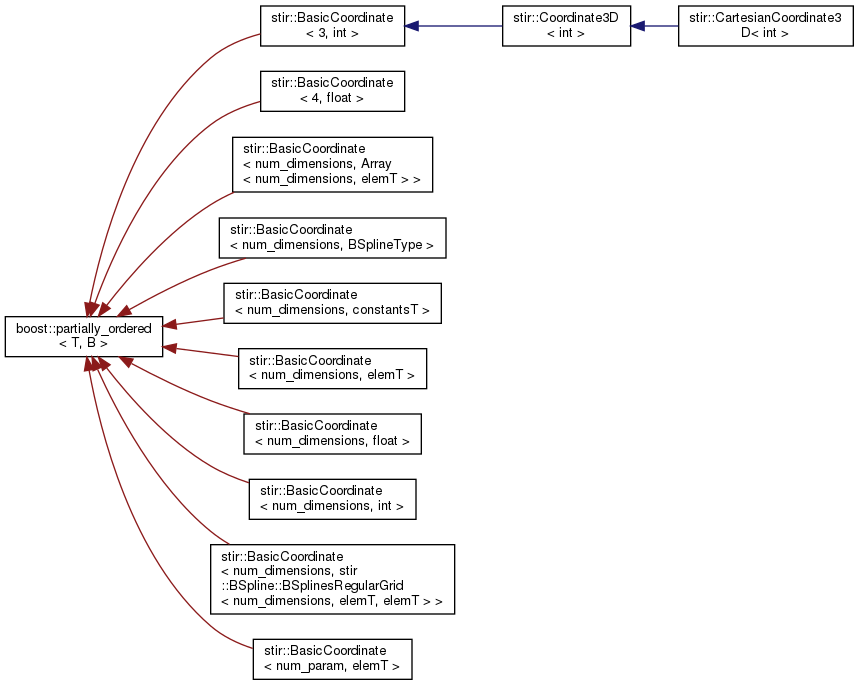 stir::BasicCoordinate
< 3, int >
stir::Coordinate3D
< int >
stir::CartesianCoordinate3
D< int >
stir::BasicCoordinate
< 4, float >
stir::BasicCoordinate
< num_dimensions, Array
< num_dimensions, elemT > >
stir::BasicCoordinate
< num_dimensions, BSplineType >
stir::BasicCoordinate
< num_dimensions, constantsT >
boost::partially_ordered
< T, B >
stir::BasicCoordinate
< num_dimensions, elemT >
stir::BasicCoordinate
< num_dimensions, float >
stir::BasicCoordinate
< num_dimensions, int >
stir::BasicCoordinate
< num_dimensions, stir
::BSpline::BSplinesRegularGrid
< num_dimensions, elemT, elemT > >
stir::BasicCoordinate
< num_param, elemT >